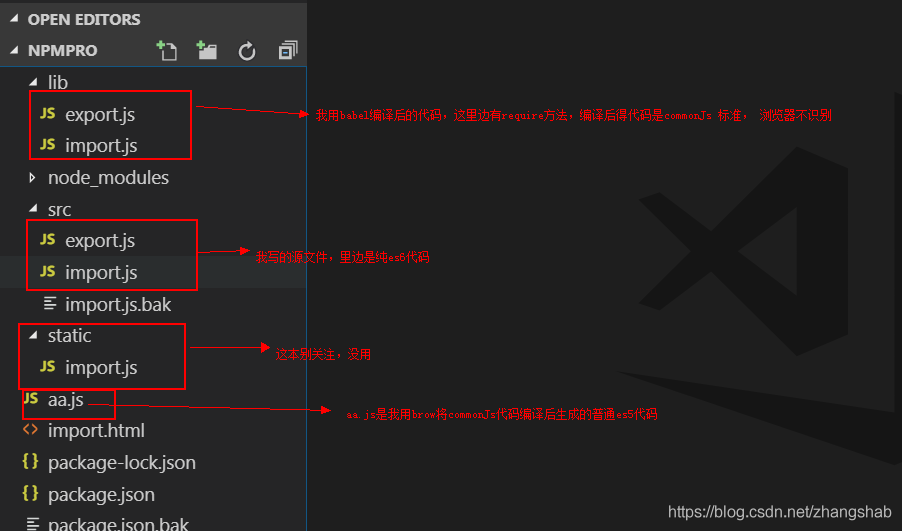 OPEN EDITORS
NPMPRO
lib
JS export.js
我用babel编译后的代码，这里边有require方法，编译后得代码是commonJs 标准， 浏览器不识别
JS import.js
node_modules
src
JS export.js
我写的源文件，里边是纯es6代码
JS import.js
import.js.bak
static
这本别关注，没用
JS import.js
JS aa.js
aa.js是我用brow将commonJs代码编译后生成的普通es5代码
<> import.html
{} package-lock.json
{} package.json
package.json.bak
https://blog.csdn.net/zhangshab